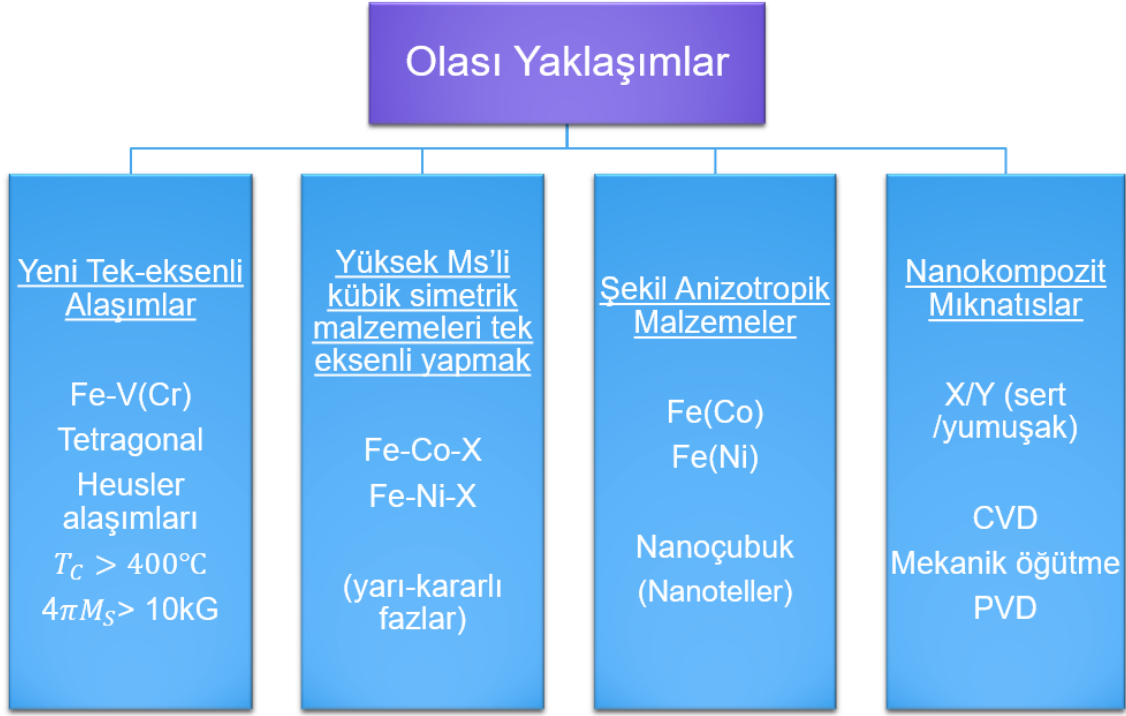 Olası Yaklaşımlar
Yeni Tek-eksenli
Alaşımlar
Fe-V(Cr)
Tetragonal
Heusler
alaşımları
𝑇𝐶 > 400℃
4𝜋𝑀𝑆> 10kG
Yüksek Ms’li
kübik simetrik
malzemeleri tek
eksenli yapmak
Fe-Co-X
Fe-Ni-X
(yarı-kararlı
fazlar)
Şekil Anizotropik
Malzemeler
Fe(Co)
Fe(Ni)
Nanoçubuk
(Nanoteller)
Nanokompozit
Mıknatıslar
X/Y (sert
/yumuşak)
CVD
Mekanik öğütme
PVD